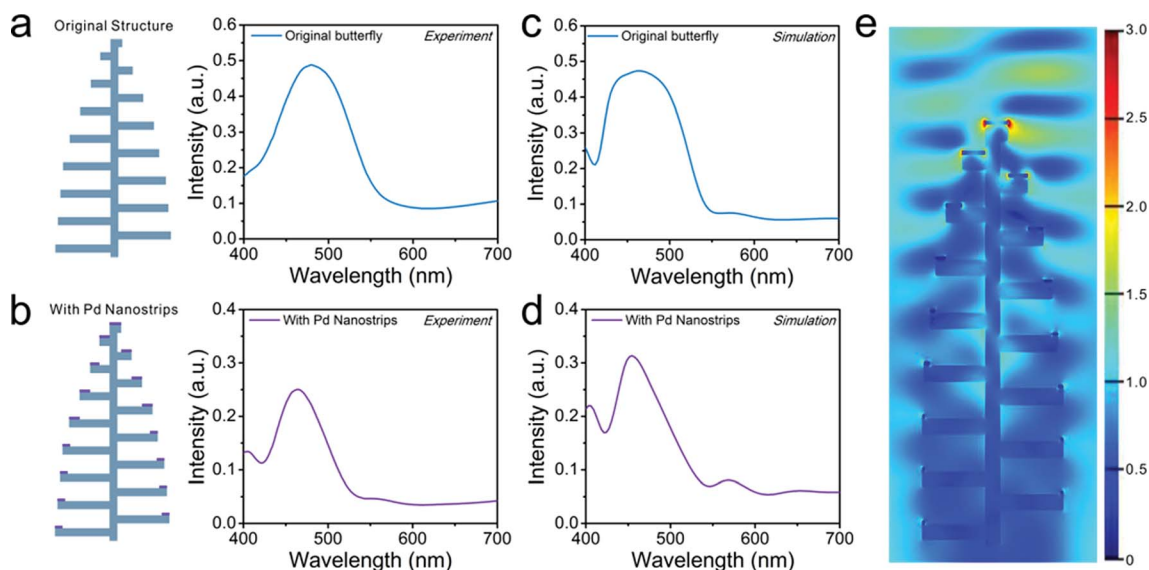 a
Original Structure
0.6
0.5
0.4
0.3
0.2
0.1
0.0
Intensity (a.u.)
Original butterfly
Experiment
400
500
600
700
Wavelength (nm)
c
0.6
0.5
0.4
0.3
0.2
0.1
0.0
Intensity (a.u.)
Original butterfly
Simulation
400
500
600
700
Wavelength (nm)
b
With Pd Nanostrips
0.4
0.3
0.2
0.1
0.0
Intensity (a.u.)
With Pd Nanostrips
Experiment
400
500
600
700
Wavelength (nm)
d
0.4
0.3
0.2
0.1
0.0
Intensity (a.u.)
With Pd Nanostrips
Simulation
400
500
600
700
Wavelength (nm)
e
3.0
2.5
2.0
1.5
1.0
0.5
0